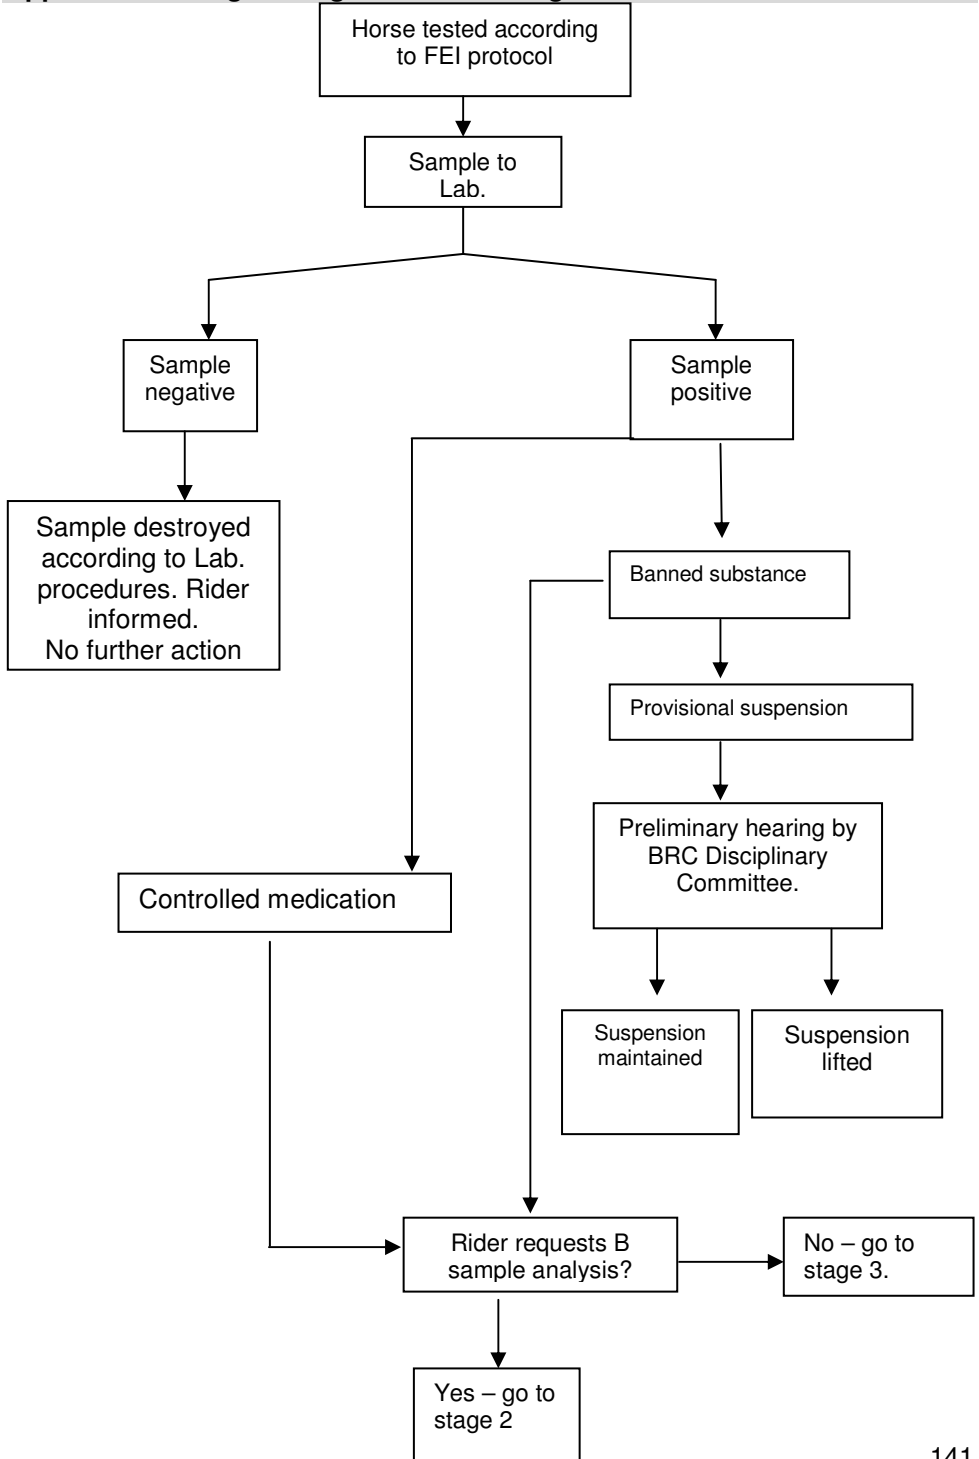 Horse tested according
to FEI protocol
Sample to
Lab.
Sample
negative
Sample
positive
Sample destroyed
according to Lab.
procedures. Rider
informed.
No further action
Banned substance
Provisional suspension
Preliminary hearing by
BRC Disciplinary
Committee.
Controlled medication
Suspension
maintained
Suspension
lifted
Rider requests B
sample analysis?
No – go to
stage 3.
Yes – go to
stage 2
141